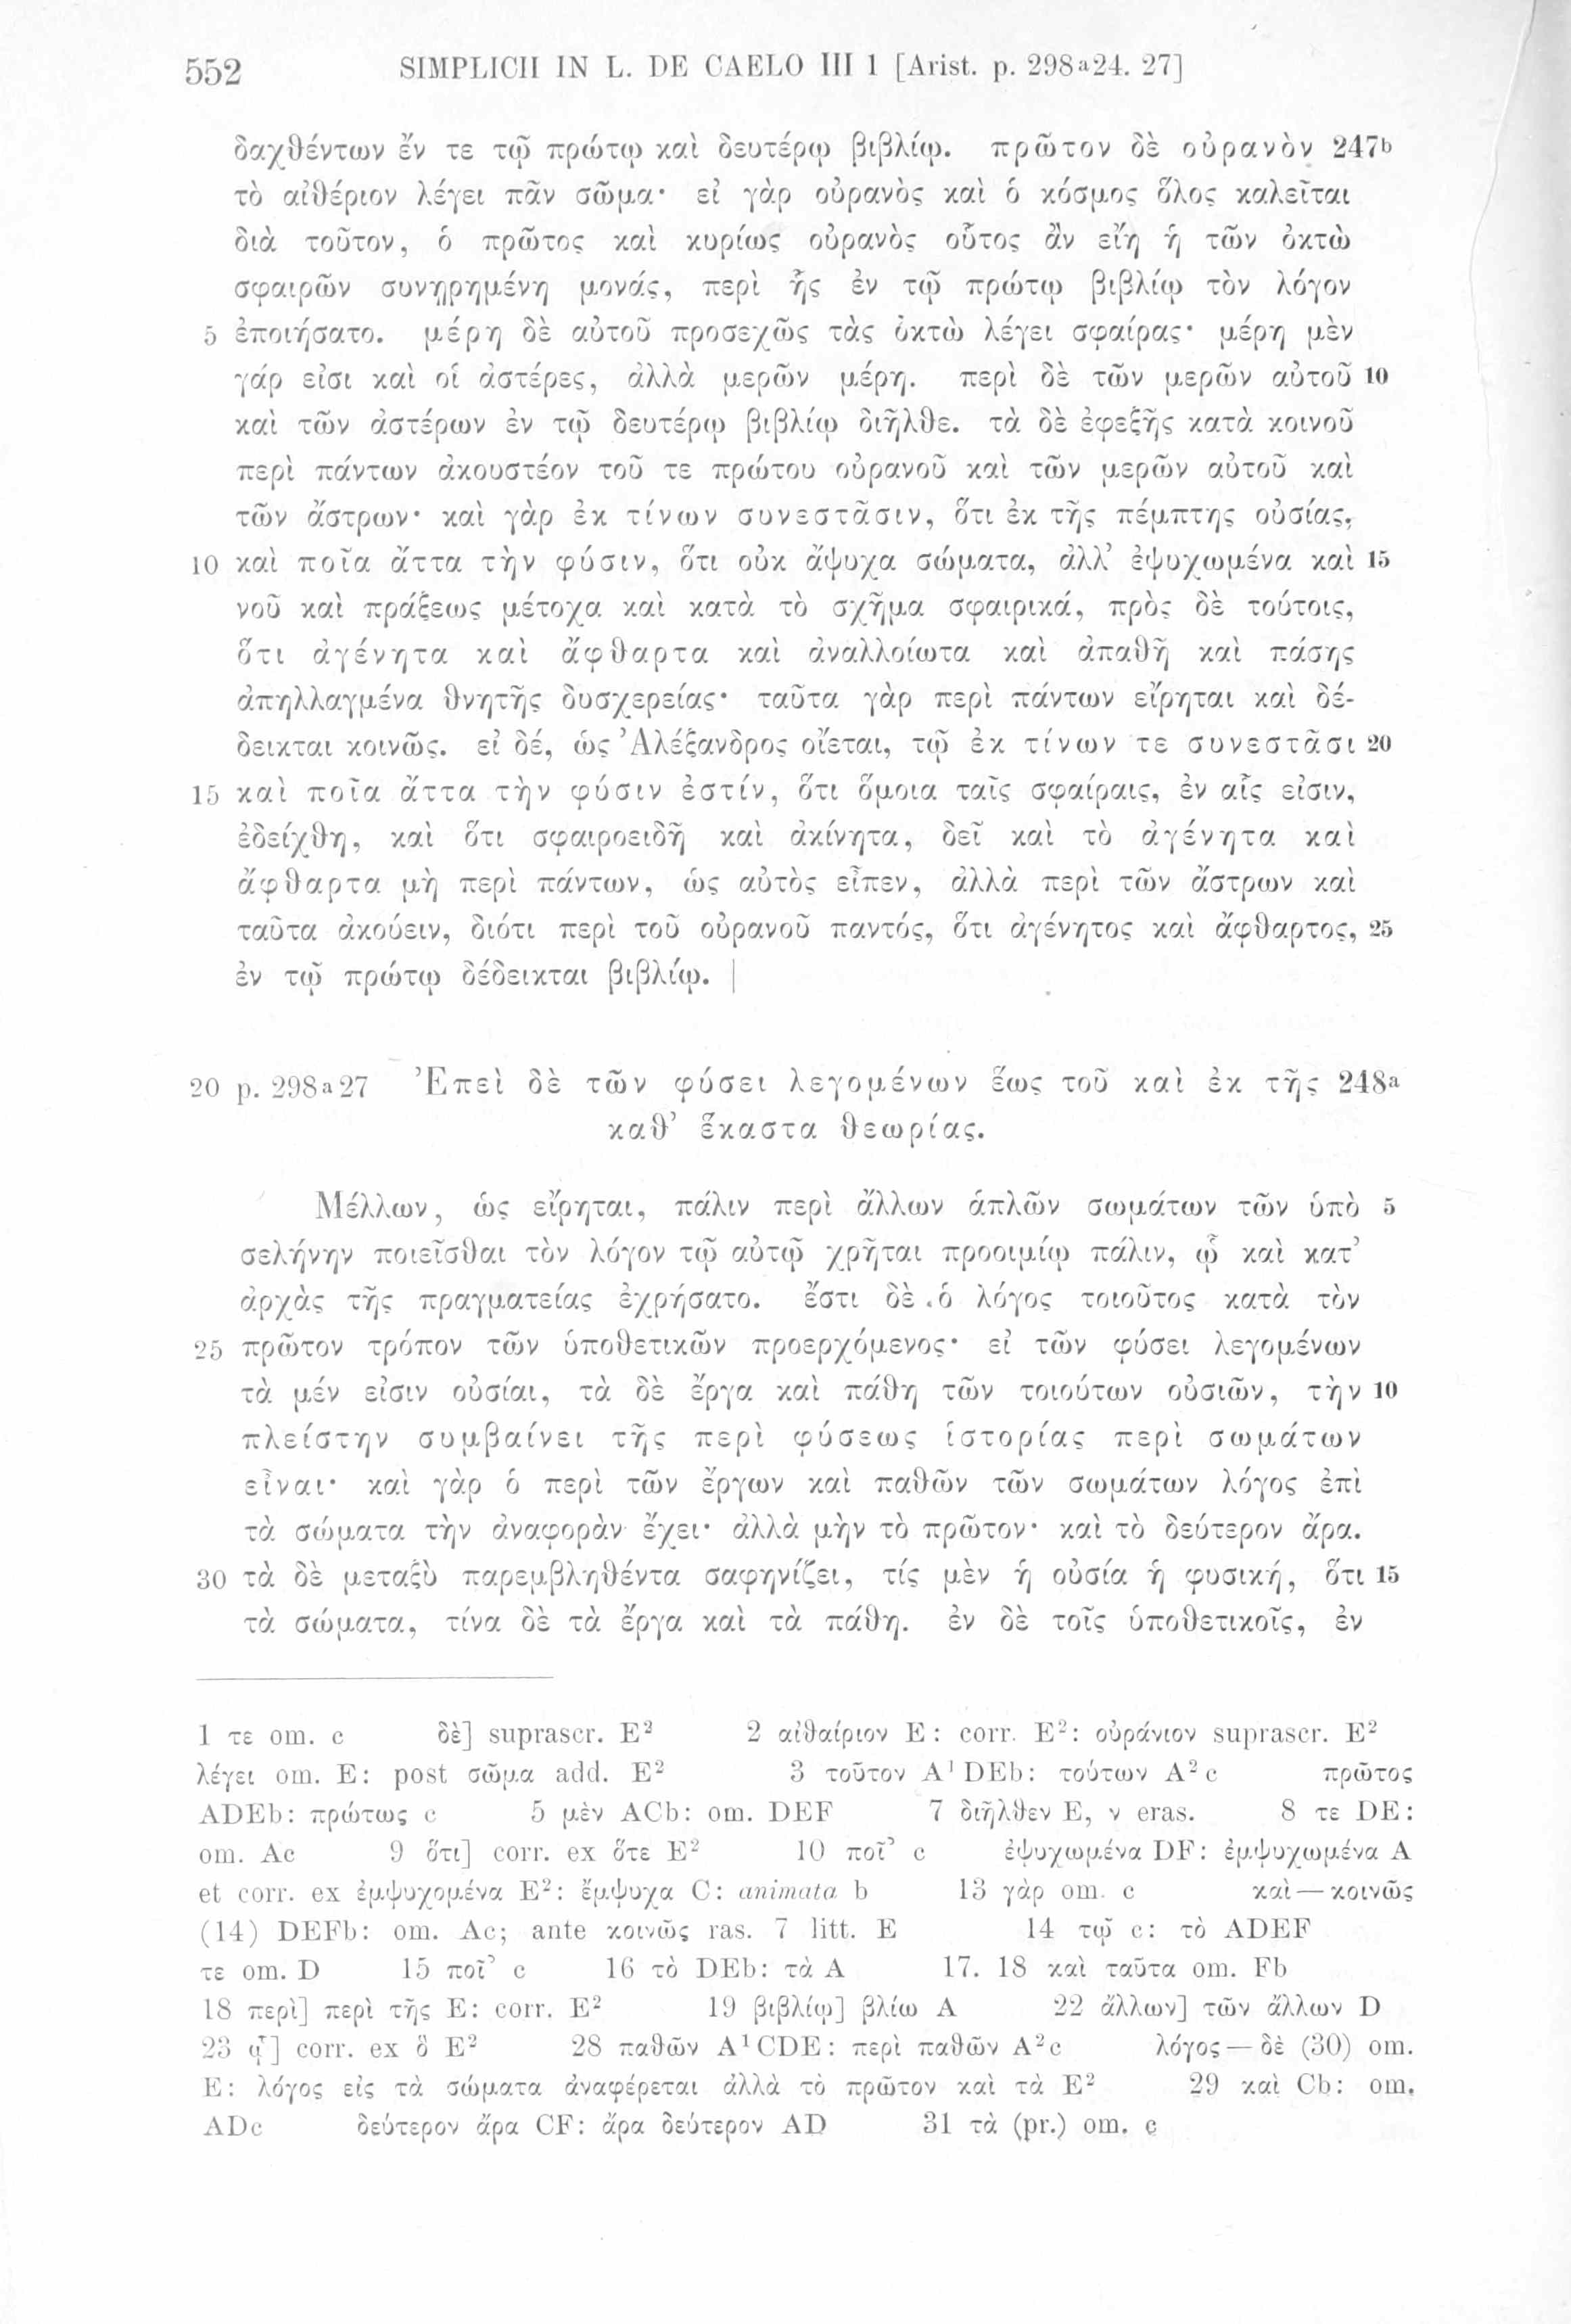 552 SIMPLICII IN L. DE CAELO III 1 [Arist. p. 298a24. 27]
δαχθέντων ἔν τε τῷ πρώτῳ καὶ δευτέρῳ βιβλίῳ. πρῶτον δὲ οὐρανὸν 247b
τὸ αἰθέριον λέγει πᾶν σῶμα· εἰ γὰρ οὐρανὸς καὶ ὁ κόσμος ὅλος καλεῖται
διὰ τοῦτον, ὁ πρῶτος καὶ κυρίως οὐρανὸς οὗτος ἂν εἴη ἡ τῶν ὀκτὼ
σφαιρῶν συνῃρημένη μονάς, περὶ ἧς ἐν τῷ πρώτῳ βιβλίῳ τὸν λόγον
5 ἐποιήσατο. μέρη δὲ αὐτοῦ προσεχῶς τὰς ὀκτὼ λέγει σφαίρας· μέρη μὲν
γάρ εἰσι καὶ οἱ ἀστέρες, ἀλλὰ μερῶν μέρη. περὶ δὲ τῶν μερῶν αὐτοῦ 10
καὶ τῶν ἀστέρων ἐν τῷ δευτέρῳ βιβλίῳ διῆλθε. τὰ δὲ ἐφεξῆς κατὰ κοινοῦ
περὶ πάντων ἀκουστέον τοῦ τε πρώτου οὐρανοῦ καὶ τῶν μερῶν αὐτοῦ καὶ
τῶν ἄστρων· καὶ γὰρ ἐκ τίνων συνεστᾶσιν, ὅτι ἐκ τῆς πέμπτης οὐσίας,
10 καὶ ποῖα ἄττα τὴν φύσιν, ὅτι οὐκ ἄψυχα σώματα, ἀλλ’ ἐψυχωμένα καὶ 15
νοῦ καὶ πράξεως μέτοχα καὶ κατὰ τὸ σχῆμα σφαιρικά, πρὸς δὲ τούτοις,
ὅτι ἀγένητα καὶ ἄφθαρτα καὶ ἀναλλοίωτα καὶ ἀπαθῆ καὶ πάσης
ἀπηλλαγμένα θνητῆς δυσχερείας· ταῦτα γὰρ περὶ πάντων εἴρηται καὶ δέ-
δεικται κοινῶς. εἰ δέ, ὡς Ἀλέξανδρος οἴεται, τῷ ἐκ τίνων τε συνεστᾶσι 20
15 καὶ ποῖα ἄττα τὴν φύσιν ἐστίν, ὅτι ὅμοια ταῖς σφαίραις, ἐν αἷς εἰσιν,
ἐδείχθη, καὶ ὅτι σφαιροειδῆ καὶ ἀκίνητα, δεῖ καὶ τὸ ἀγένητα καὶ
ἄφθαρτα μὴ περὶ πάντων, ὡς αὐτὸς εἶπεν, ἀλλὰ περὶ τῶν ἄστρων καὶ
ταῦτα ἀκούειν, διότι περὶ τοῦ οὐρανοῦ παντός, ὅτι ἀγένητος καὶ ἄφθαρτος, 25
ἐν τῷ πρώτῳ δέδεικται βιβλίῳ. |
20 p. 298a27 Ἐπεὶ δὲ τῶν φύσει λεγομένων ἕως τοῦ καὶ ἐκ τῆς 248a
καθ’ ἕκαστα θεωρίας.
Μέλλων, ὡς εἴρηται, πάλιν περὶ ἄλλων ἁπλῶν σωμάτων τῶν ὑπὸ 5
σελήνην ποιεῖσθαι τὸν λόγον τῷ αὐτῷ χρῆται προοιμίῳ πάλιν, ᾧ καὶ κατ’
ἀρχὰς τῆς πραγματείας ἐχρήσατο. ἔστι δὲ ὁ λόγος τοιοῦτος κατὰ τὸν
25 πρῶτον τρόπον τῶν ὑποθετικῶν προερχόμενος· εἰ τῶν φύσει λεγομένων
τὰ μέν εἰσιν οὐσίαι, τὰ δὲ ἔργα καὶ πάθη τῶν τοιούτων οὐσιῶν, τὴν 10
πλείστην συμβαίνει τῆς περὶ φύσεως ἱστορίας περὶ σωμάτων
εἶναι· καὶ γὰρ ὁ περὶ τῶν ἔργων καὶ παθῶν τῶν σωμάτων λόγος ἐπὶ
τὰ σώματα τὴν ἀναφορὰν ἔχει· ἀλλὰ μὴν τὸ πρῶτον· καὶ τὸ δεύτερον ἄρα.
30 τὰ δὲ μεταξὺ παρεμβληθέντα σαφηνίζει, τίς μὲν ἡ οὐσία ἡ φυσική, ὅτι 15
τὰ σώματα, τίνα δὲ τὰ ἔργα καὶ τὰ πάθη. ἐν δὲ τοῖς ὑποθετικοῖς, ἐν
1 τε om. c δὲ] suprascr. E² 2 αἰθαίριον E: corr. E²: οὐράνιον suprascr. E²
λέγει om. E: post σῶμα add. E² 3 τοῦτον A¹DEb: τούτων A²c πρῶτος
ADEb: πρώτως c 5 μὲν ACb: om. DEF 7 διῆλθεν E, ν eras. 8 τε DE:
om. Ac 9 ὅτι] corr. ex ὅτε E² 10 ποῖ’ c ἐψυχωμένα DF: ἐμψυχωμένα A
et corr. ex ἐμψυχομένα E²: ἔμψυχα C: animata b 13 γὰρ om. c καὶ—κοινῶς
(14) DEFb: om. Ac; ante κοινῶς ras. 7 litt. E 14 τῷ c: τὸ ADEF
τε om. D 15 ποῖ’ c 16 τὸ DEb: τὰ A 17. 18 καὶ ταῦτα om. Fb
18 περὶ] περὶ τῆς E: corr. E² 19 βιβλίῳ] βλίω A 22 ἄλλων] τῶν ἄλλων D
23 ᾧ] corr. ex ὃ E² 28 παθῶν A¹CDE: περὶ παθῶν A²c λόγος—δὲ (30) om.
E: λόγος εἰς τὰ σώματα ἀναφέρεται ἀλλὰ τὸ πρῶτον καὶ τὰ E² 29 καὶ Cb: om.
ADc δεύτερον ἄρα CF: ἄρα δεύτερον AD 31 τὰ (pr.) om. c